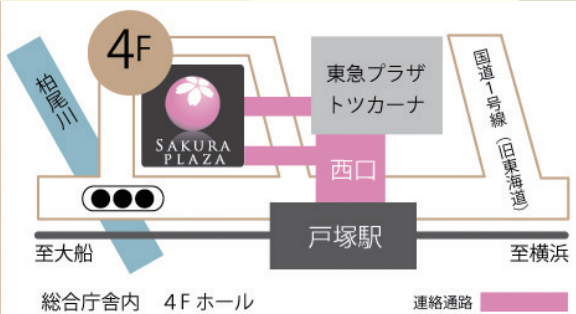 4F
柏尾川
SAKURA
PLAZA
東急プラザ
トツカーナ
国道1号線（旧東海道）
西口
戸塚駅
至大船
至横浜
総合庁舎内　4Fホール
連絡通路